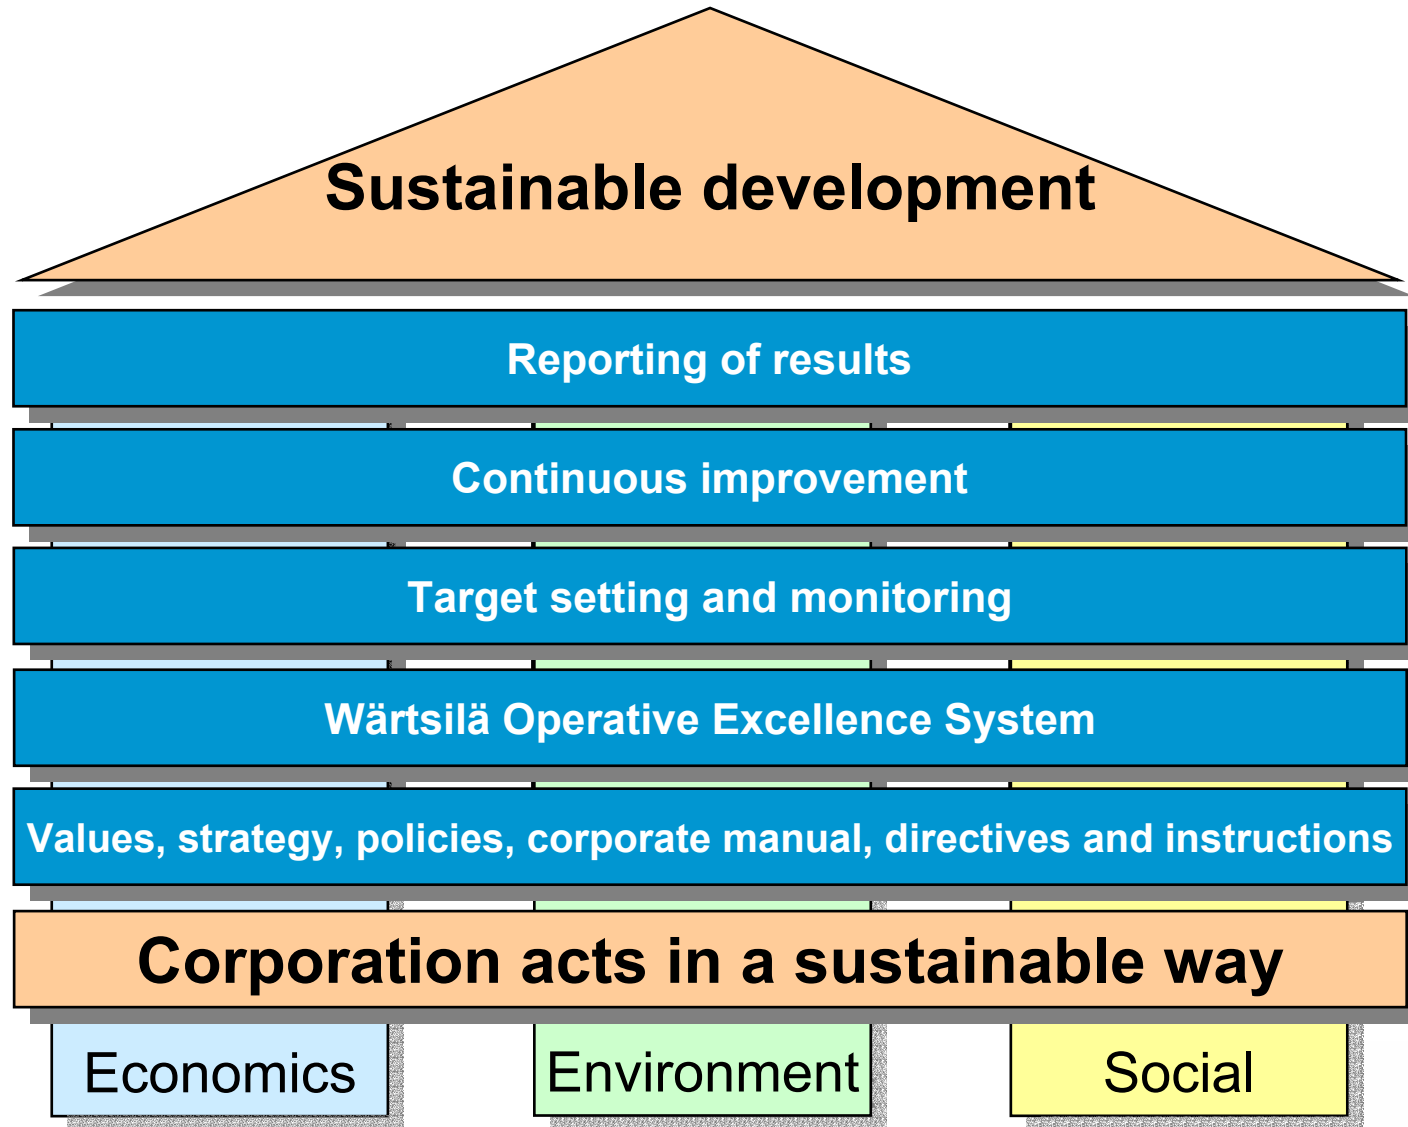 Sustainable development
Reporting of results
Continuous improvement
Target setting and monitoring
Wärtsilä Operative Excellence System
Values, strategy, policies, corporate manual, directives and instructions
Corporation acts in a sustainable way
Economics
Environment
Social